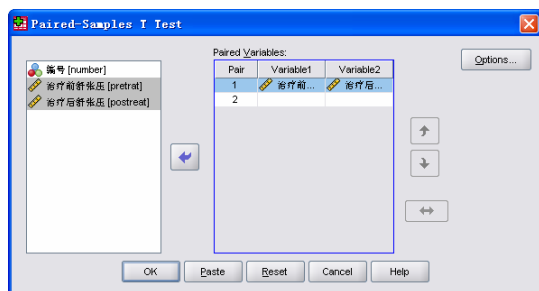 Paired-Samples T Test
编号 [number]
治疗前舒张压 [pretrat]
治疗后舒张压 [postreat]
Paired Variables:
Pair Variable1 Variable2
1 治疗前... 治疗后...
2
Options...
OK Paste Reset Cancel Help